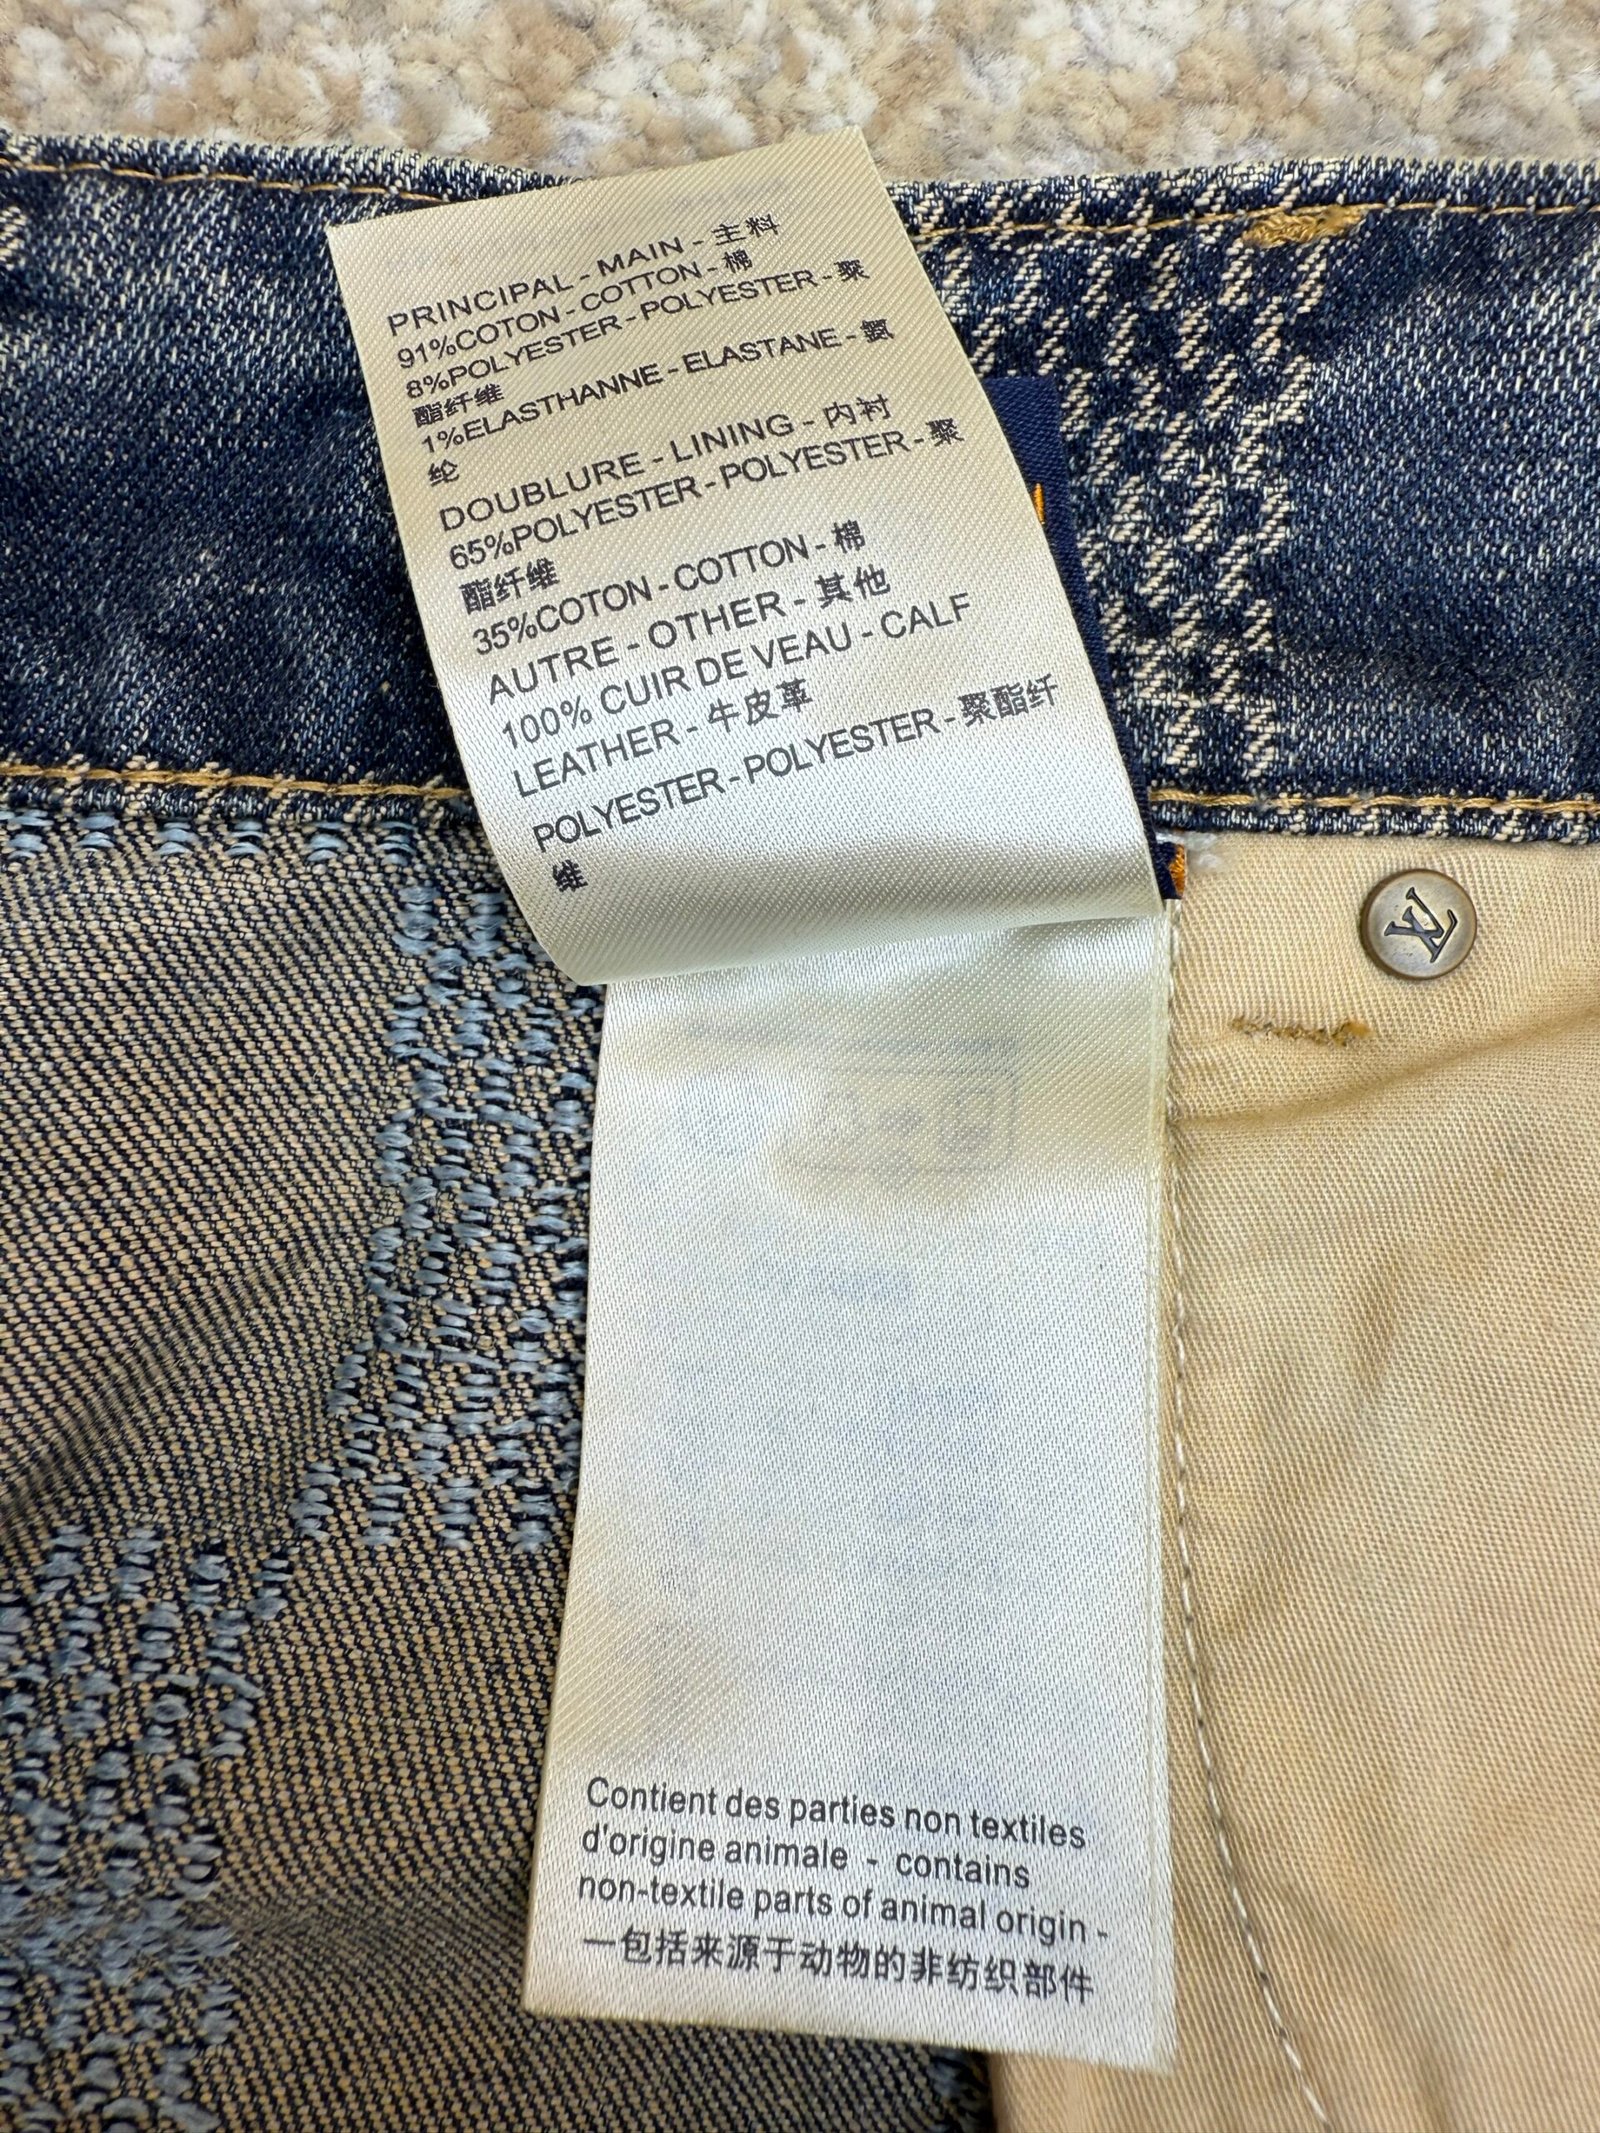 PRINCIPAL - MAIN - 主料
91%COTON - COTTON - 棉
8%POLYESTER - POLYESTER - 聚
酯纤维
1%ELASTHANNE - ELASTANE - 氨
纶
DOUBLURE - LINING - 内衬
65%POLYESTER - POLYESTER - 聚
酯纤维
35%COTON - COTTON - 棉
AUTRE - OTHER - 其他
100% CUIR DE VEAU - CALF
LEATHER - 牛皮革
POLYESTER - POLYESTER - 聚酯纤
维
LV
Contient des parties non textiles
d'origine animale - contains
non-textile parts of animal origin -
一包括来源于动物的非纺织部件